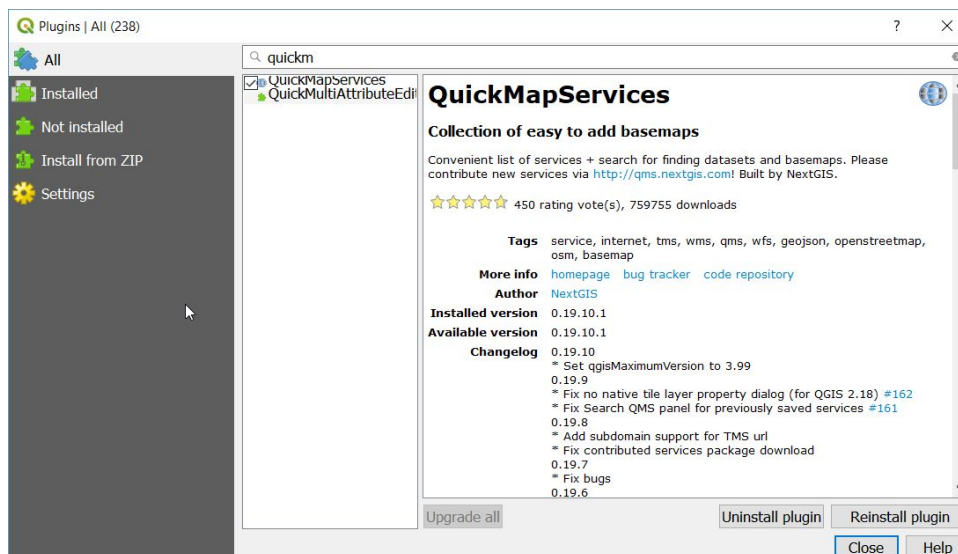 Plugins | All (238)
?
All
Installed
Not installed
Install from ZIP
Settings
quickm
QuickMapServices
QuickMultiAttributeEdit
QuickMapServices
Collection of easy to add basemaps
Convenient list of services + search for finding datasets and basemaps. Please
contribute new services via http://qms.nextgis.com! Built by NextGIS.
450 rating vote(s), 759755 downloads
Tags service, internet, tms, wms, qms, wfs, geojson, openstreetmap,
osm, basemap
More info homepage bug tracker code repository
Author NextGIS
Installed version 0.19.10.1
Available version 0.19.10.1
Changelog 0.19.10
* Set qgisMaximumVersion to 3.99
0.19.9
* Fix no native tile layer property dialog (for QGIS 2.18) #162
* Fix Search QMS panel for previously saved services #161
0.19.8
* Add subdomain support for TMS url
* Fix contributed services package download
0.19.7
* Fix bugs
0.19.6
Upgrade all
Uninstall plugin
Reinstall plugin
Close
Help